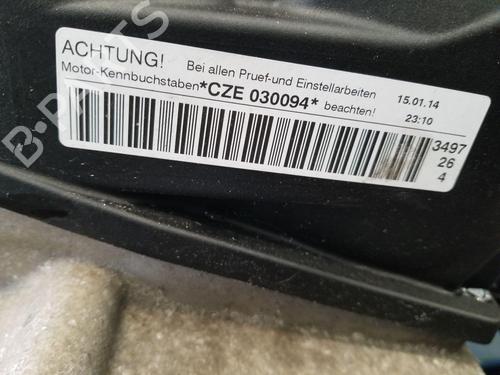 ACHTUNG! Bei allen Pruef-und Einstellarbeiten 15.01.14
Motor-Kennbuchstaben*CZE 030094* beachten! 23:10
3497
26
4
B-PARTS